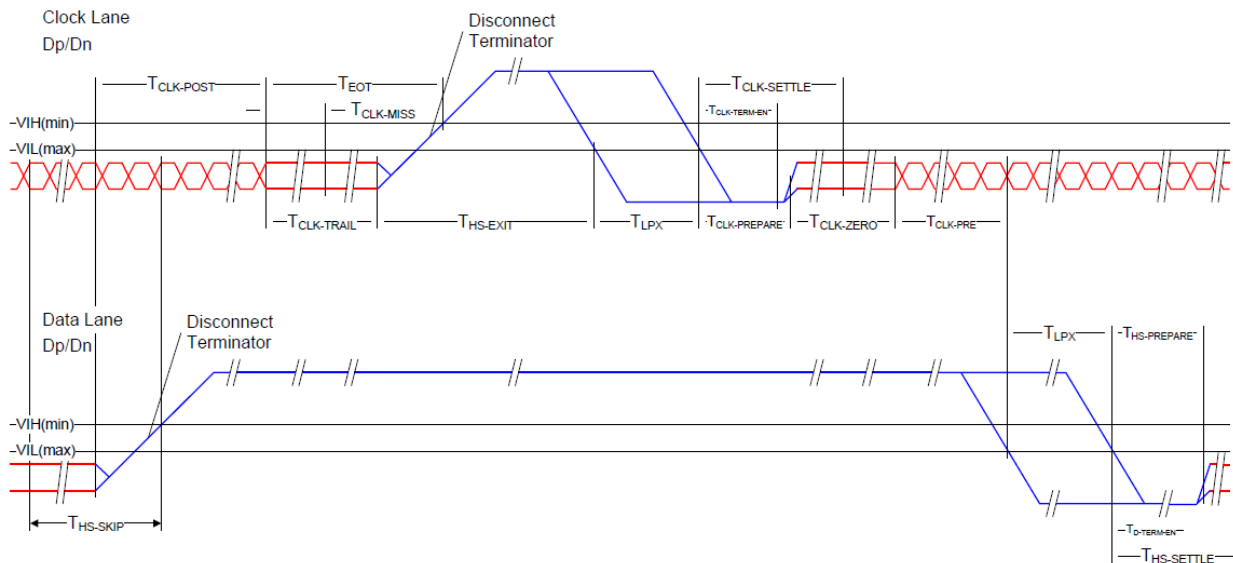 Clock Lane
Dp/Dn
Disconnect
Terminator
TCLK-POST
TEOT
TCLK-SETTLE
TCLK-MISS
TCLK-TERM-EN
VIH(min)
VIL(max)
TCLK-TRAIL
THS-EXIT
TLPX
TCLK-PREPARE
TCLK-ZERO
TCLK-PRE
Data Lane
Dp/Dn
Disconnect
Terminator
TLPX
THS-PREPARE
VIH(min)
VIL(max)
THS-SKIP
TD-TERM-EN
THS-SETTLE